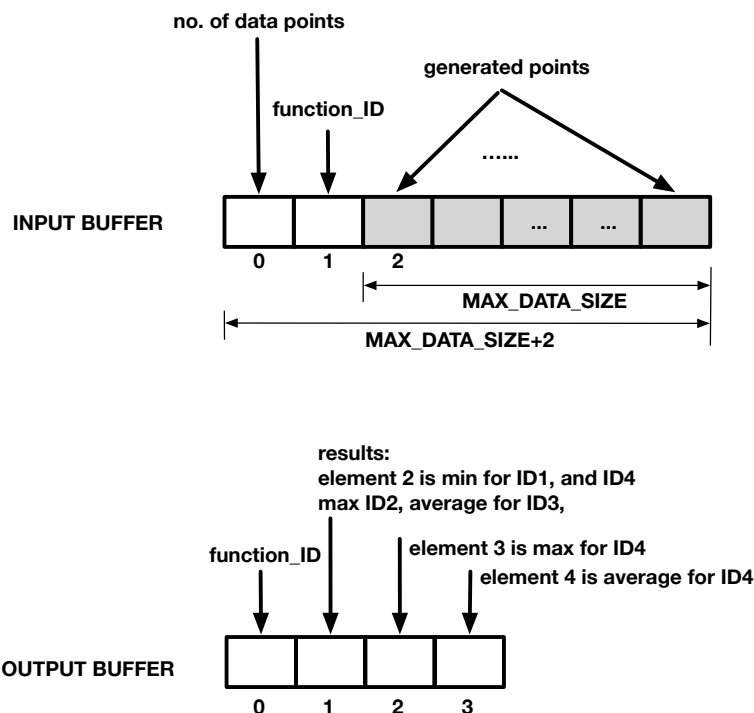 no. of data points
generated points
function_ID
…...
INPUT BUFFER
... ...
0 1 2
MAX_DATA_SIZE
MAX_DATA_SIZE+2
results:
element 2 is min for ID1, and ID4
max ID2, average for ID3,
function_ID
element 3 is max for ID4
element 4 is average for ID4
OUTPUT BUFFER
0 1 2 3